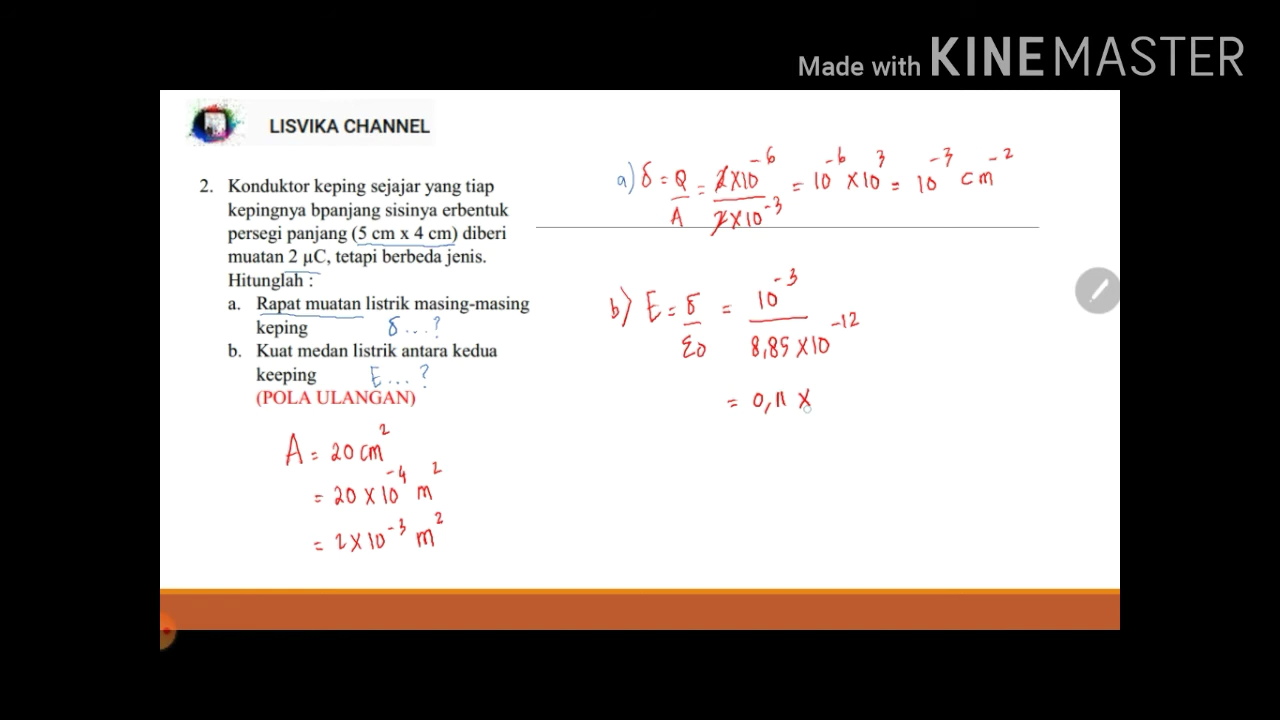 Made with KINEMASTER
LISVIKA CHANNEL
2. Konduktor keping sejajar yang tiap
kepingnya bpanjang sisinya erbentuk
persegi panjang (5 cm x 4 cm) diberi
muatan 2 μC, tetapi berbeda jenis.
Hitunglah :
a. Rapat muatan listrik masing-masing
keping δ...?
b. Kuat medan listrik antara kedua
keeping E...?
(POLA ULANGAN)
A = 20 cm²
= 20 x 10⁻⁴ m²
= 2 x 10⁻³ m²
a) δ = Q/A = 2x10⁻⁶/2x10⁻³ = 10⁻⁶ x 10³ = 10⁻³ cm⁻²
b) E = δ/ε0 = 10⁻³/8,85 x 10⁻¹²
= 0,11 x